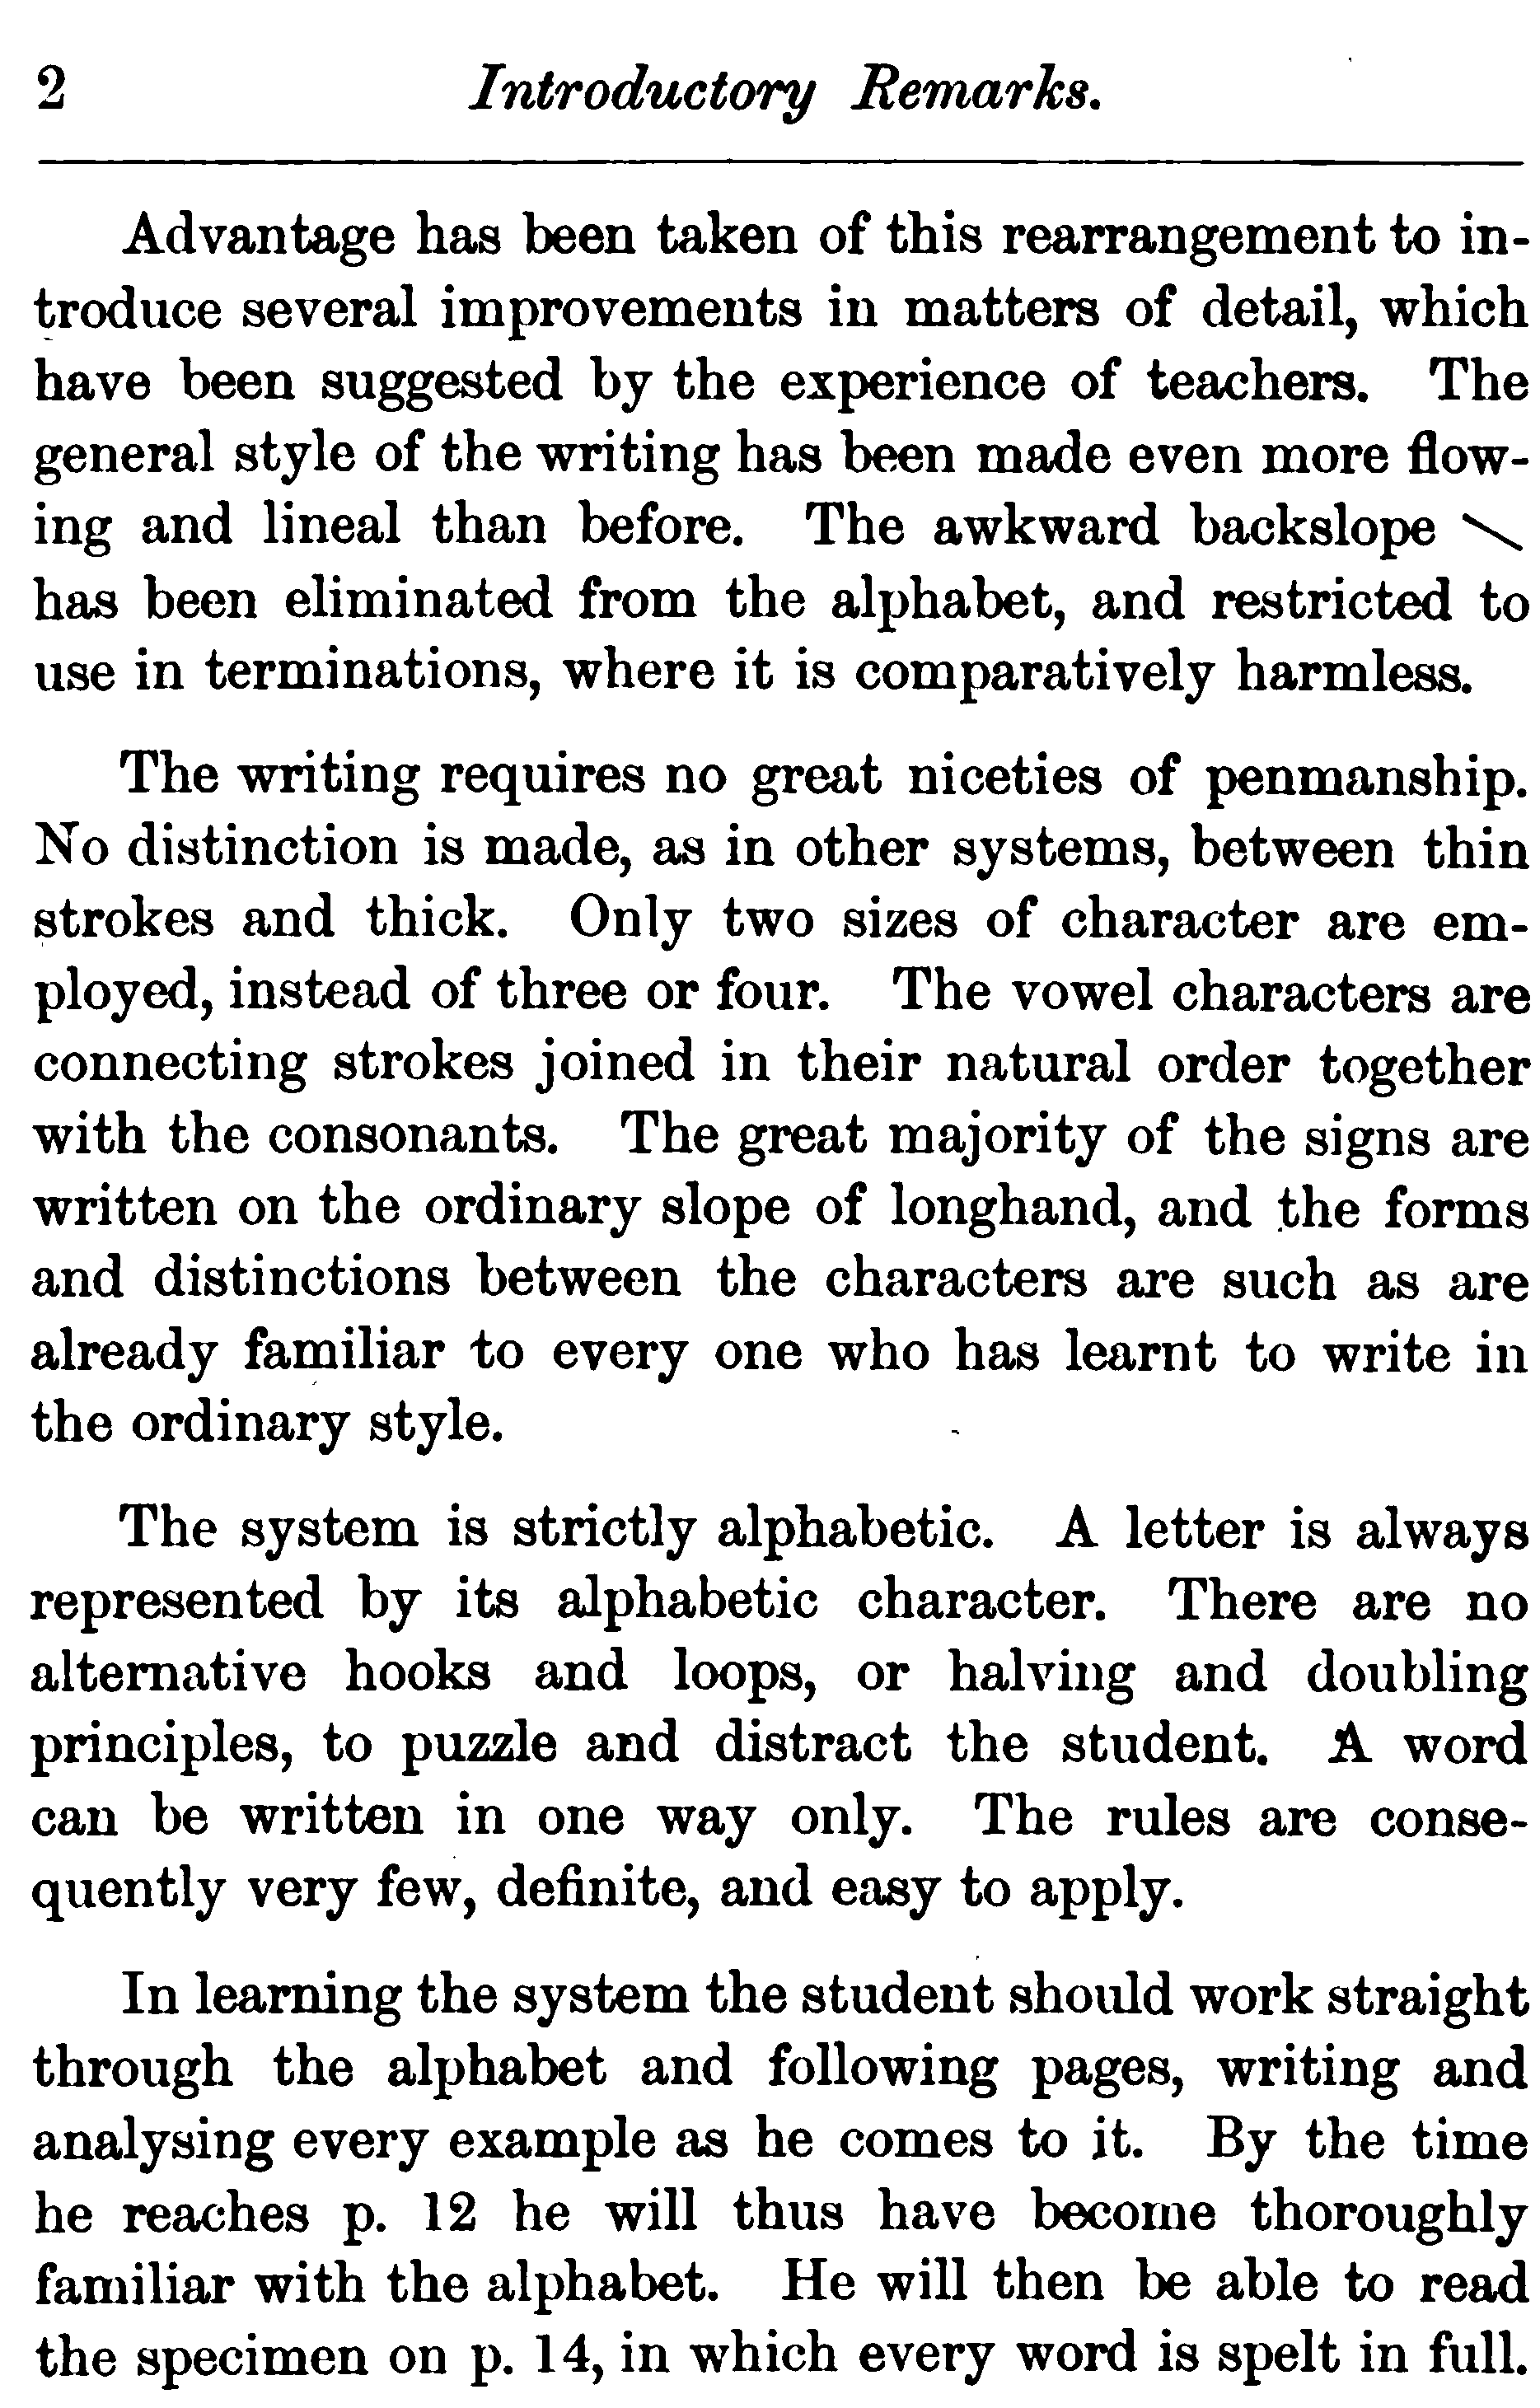 2 Introductory Remarks.
Advantage has been taken of this rearrangement to in-
troduce several improvements in matters of detail, which
have been suggested by the experience of teachers. The
general style of the writing has been made even more flow-
ing and lineal than before. The awkward backslope \
has been eliminated from the alphabet, and restricted to
use in terminations, where it is comparatively harmless.
The writing requires no great niceties of penmanship.
No distinction is made, as in other systems, between thin
strokes and thick. Only two sizes of character are em-
ployed, instead of three or four. The vowel characters are
connecting strokes joined in their natural order together
with the consonants. The great majority of the signs are
written on the ordinary slope of longhand, and the forms
and distinctions between the characters are such as are
already familiar to every one who has learnt to write in
the ordinary style.
The system is strictly alphabetic. A letter is always
represented by its alphabetic character. There are no
alternative hooks and loops, or halving and doubling
principles, to puzzle and distract the student. A word
can be written in one way only. The rules are conse-
quently very few, definite, and easy to apply.
In learning the system the student should work straight
through the alphabet and following pages, writing and
analysing every example as he comes to it. By the time
he reaches p. 12 he will thus have become thoroughly
familiar with the alphabet. He will then be able to read
the specimen on p. 14, in which every word is spelt in full.